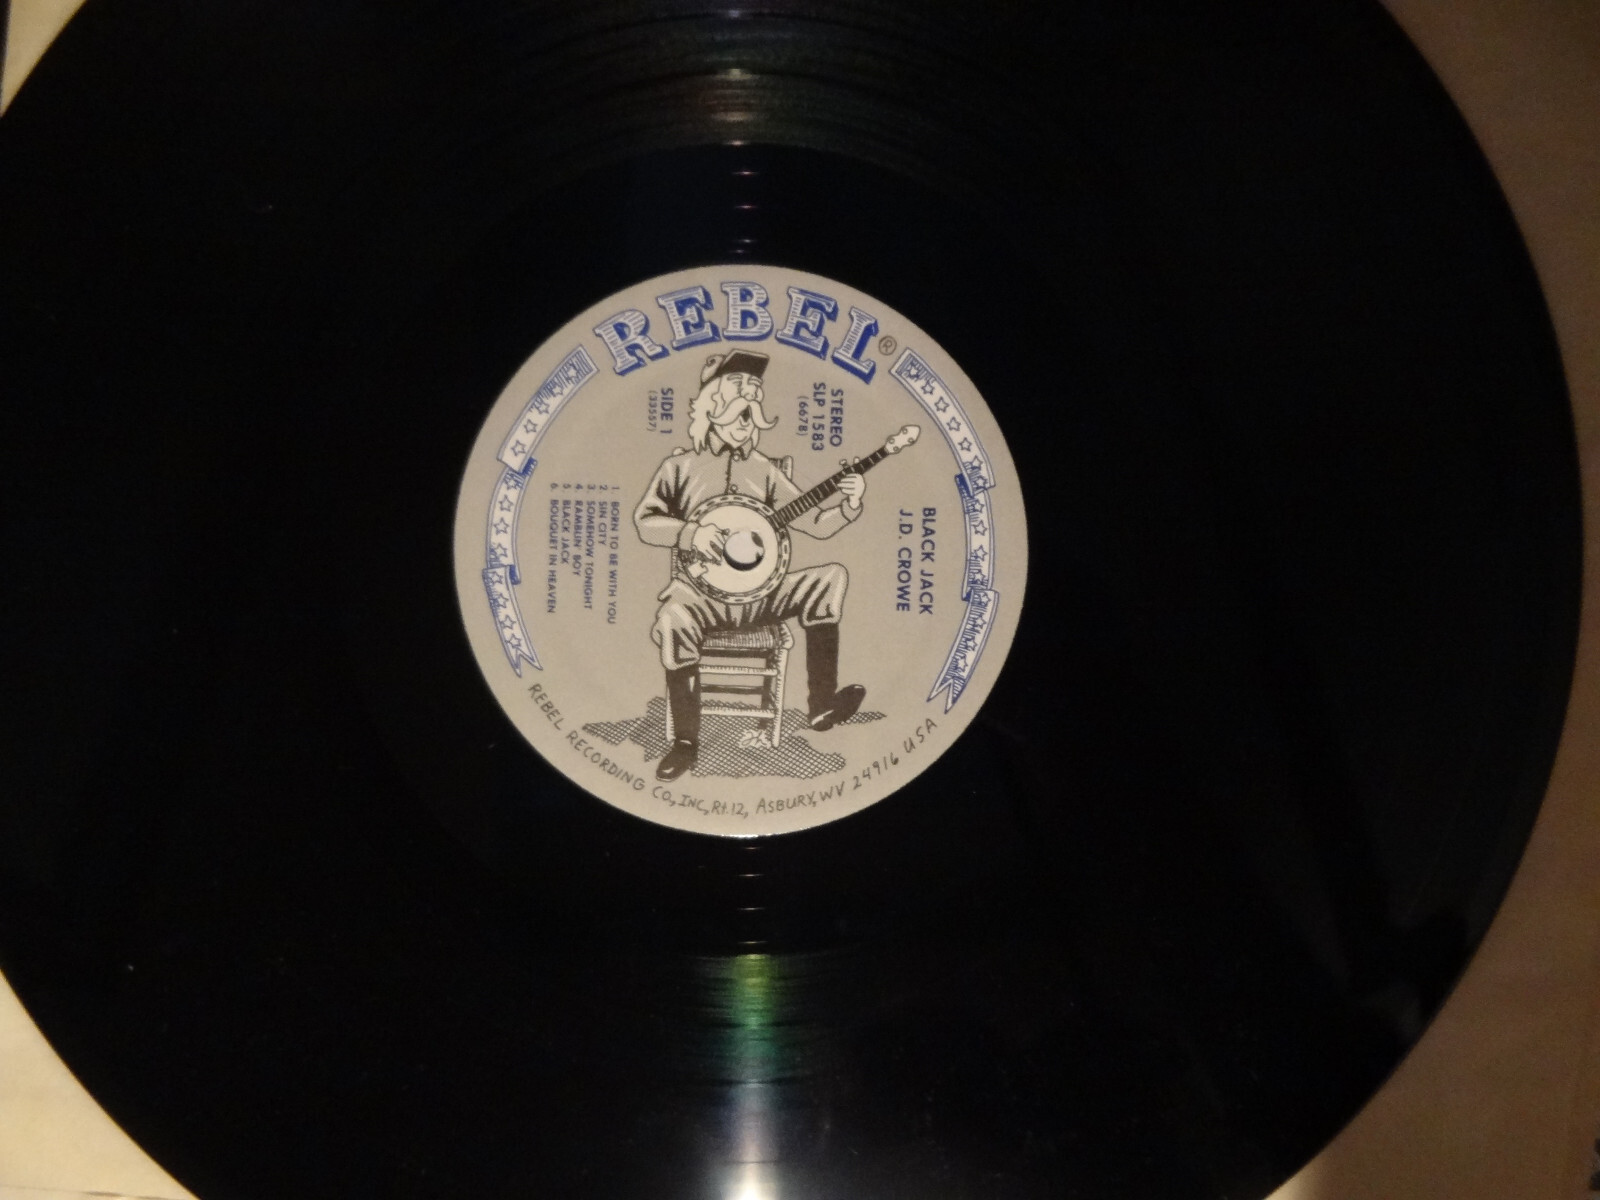 REBEL®
STEREO
SLP 1583
(6678)
SIDE 1
(33557)
BLACK JACK
J.D. CROWE
1. BORN TO BE WITH YOU
2. SIN CITY
3. SOMEHOW TONIGHT
4. RAMBLIN' BOY
5. BLACK JACK
6. BOUQUET IN HEAVEN
REBEL RECORDING CO., INC., Rt. 12, ASBURY, WV 24916 USA